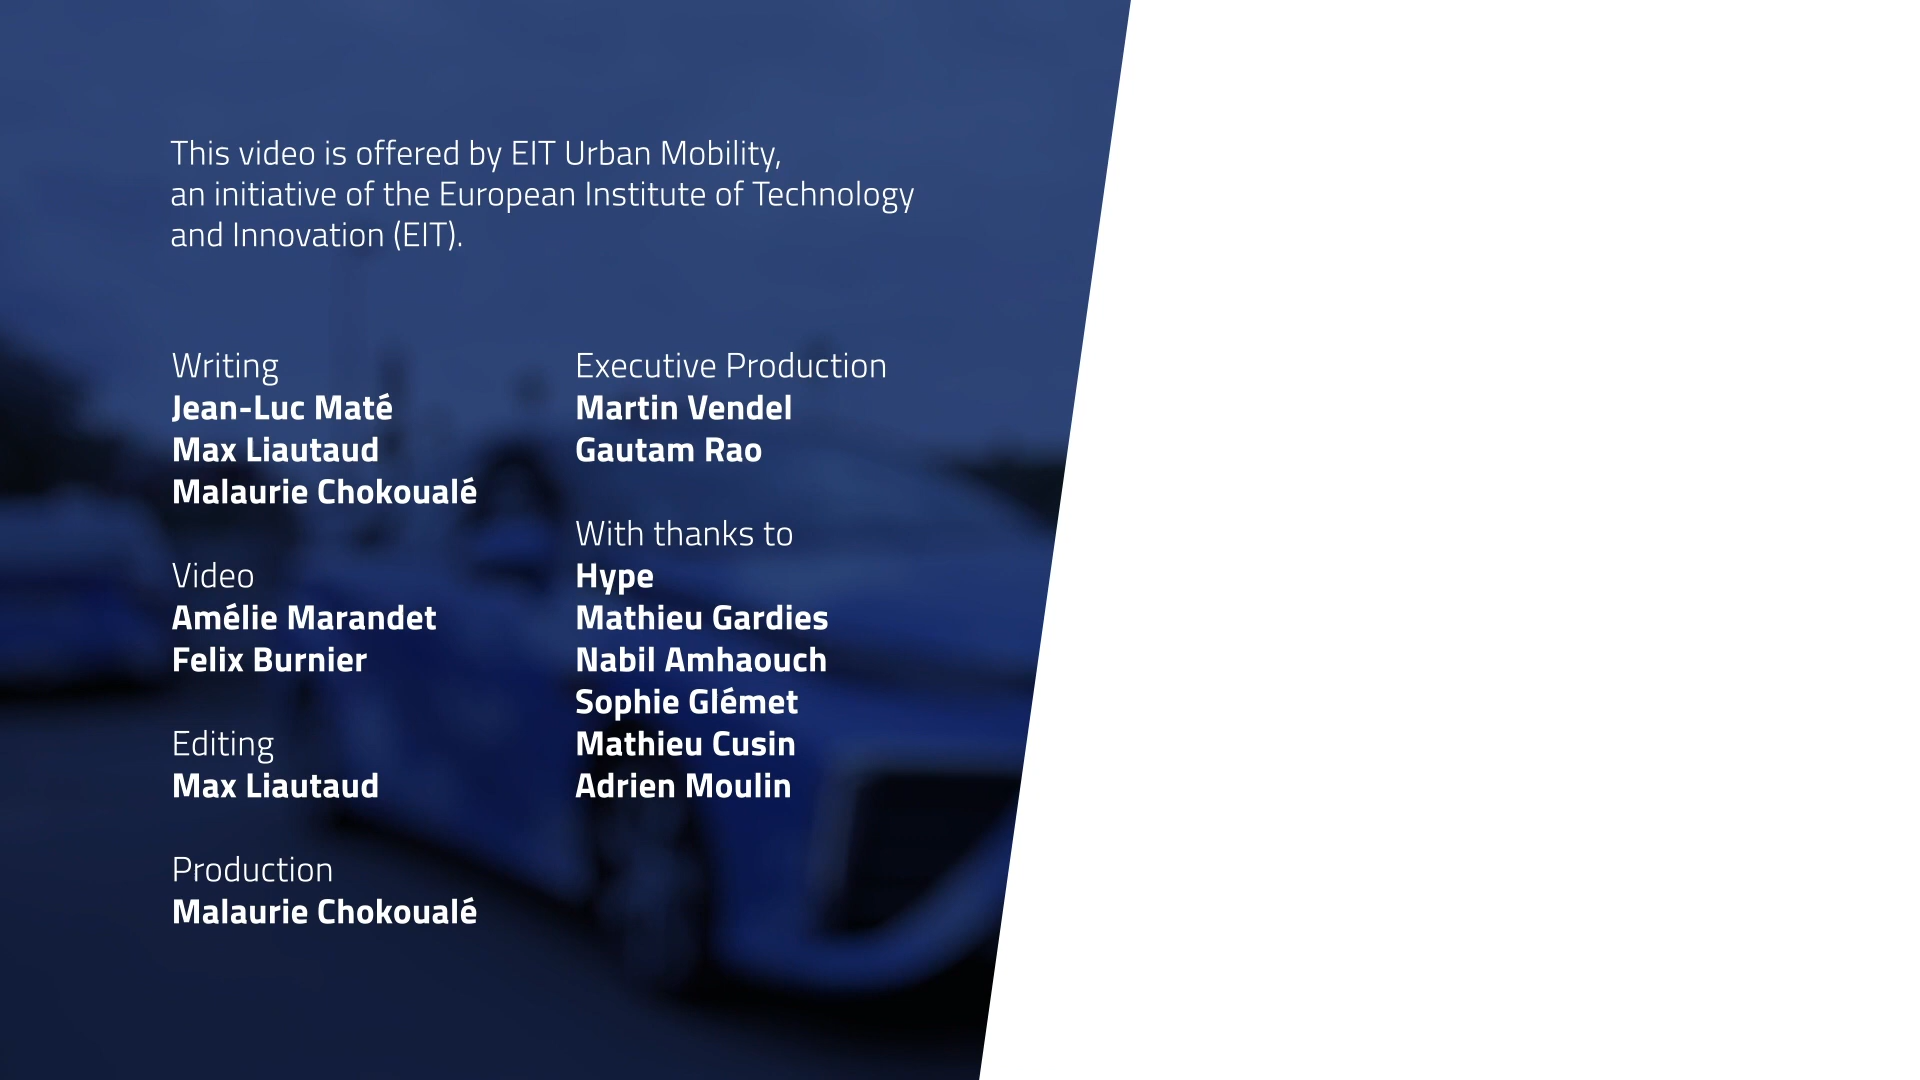 This video is offered by EIT Urban Mobility,
an initiative of the European Institute of Technology
and Innovation (EIT).
Writing
Jean-Luc Maté
Max Liautaud
Malaurie Chokoualé
Video
Amélie Marandet
Felix Burnier
Editing
Max Liautaud
Production
Malaurie Chokoualé
Executive Production
Martin Vendel
Gautam Rao
With thanks to
Hype
Mathieu Gardies
Nabil Amhaouch
Sophie Glémet
Mathieu Cusin
Adrien Moulin